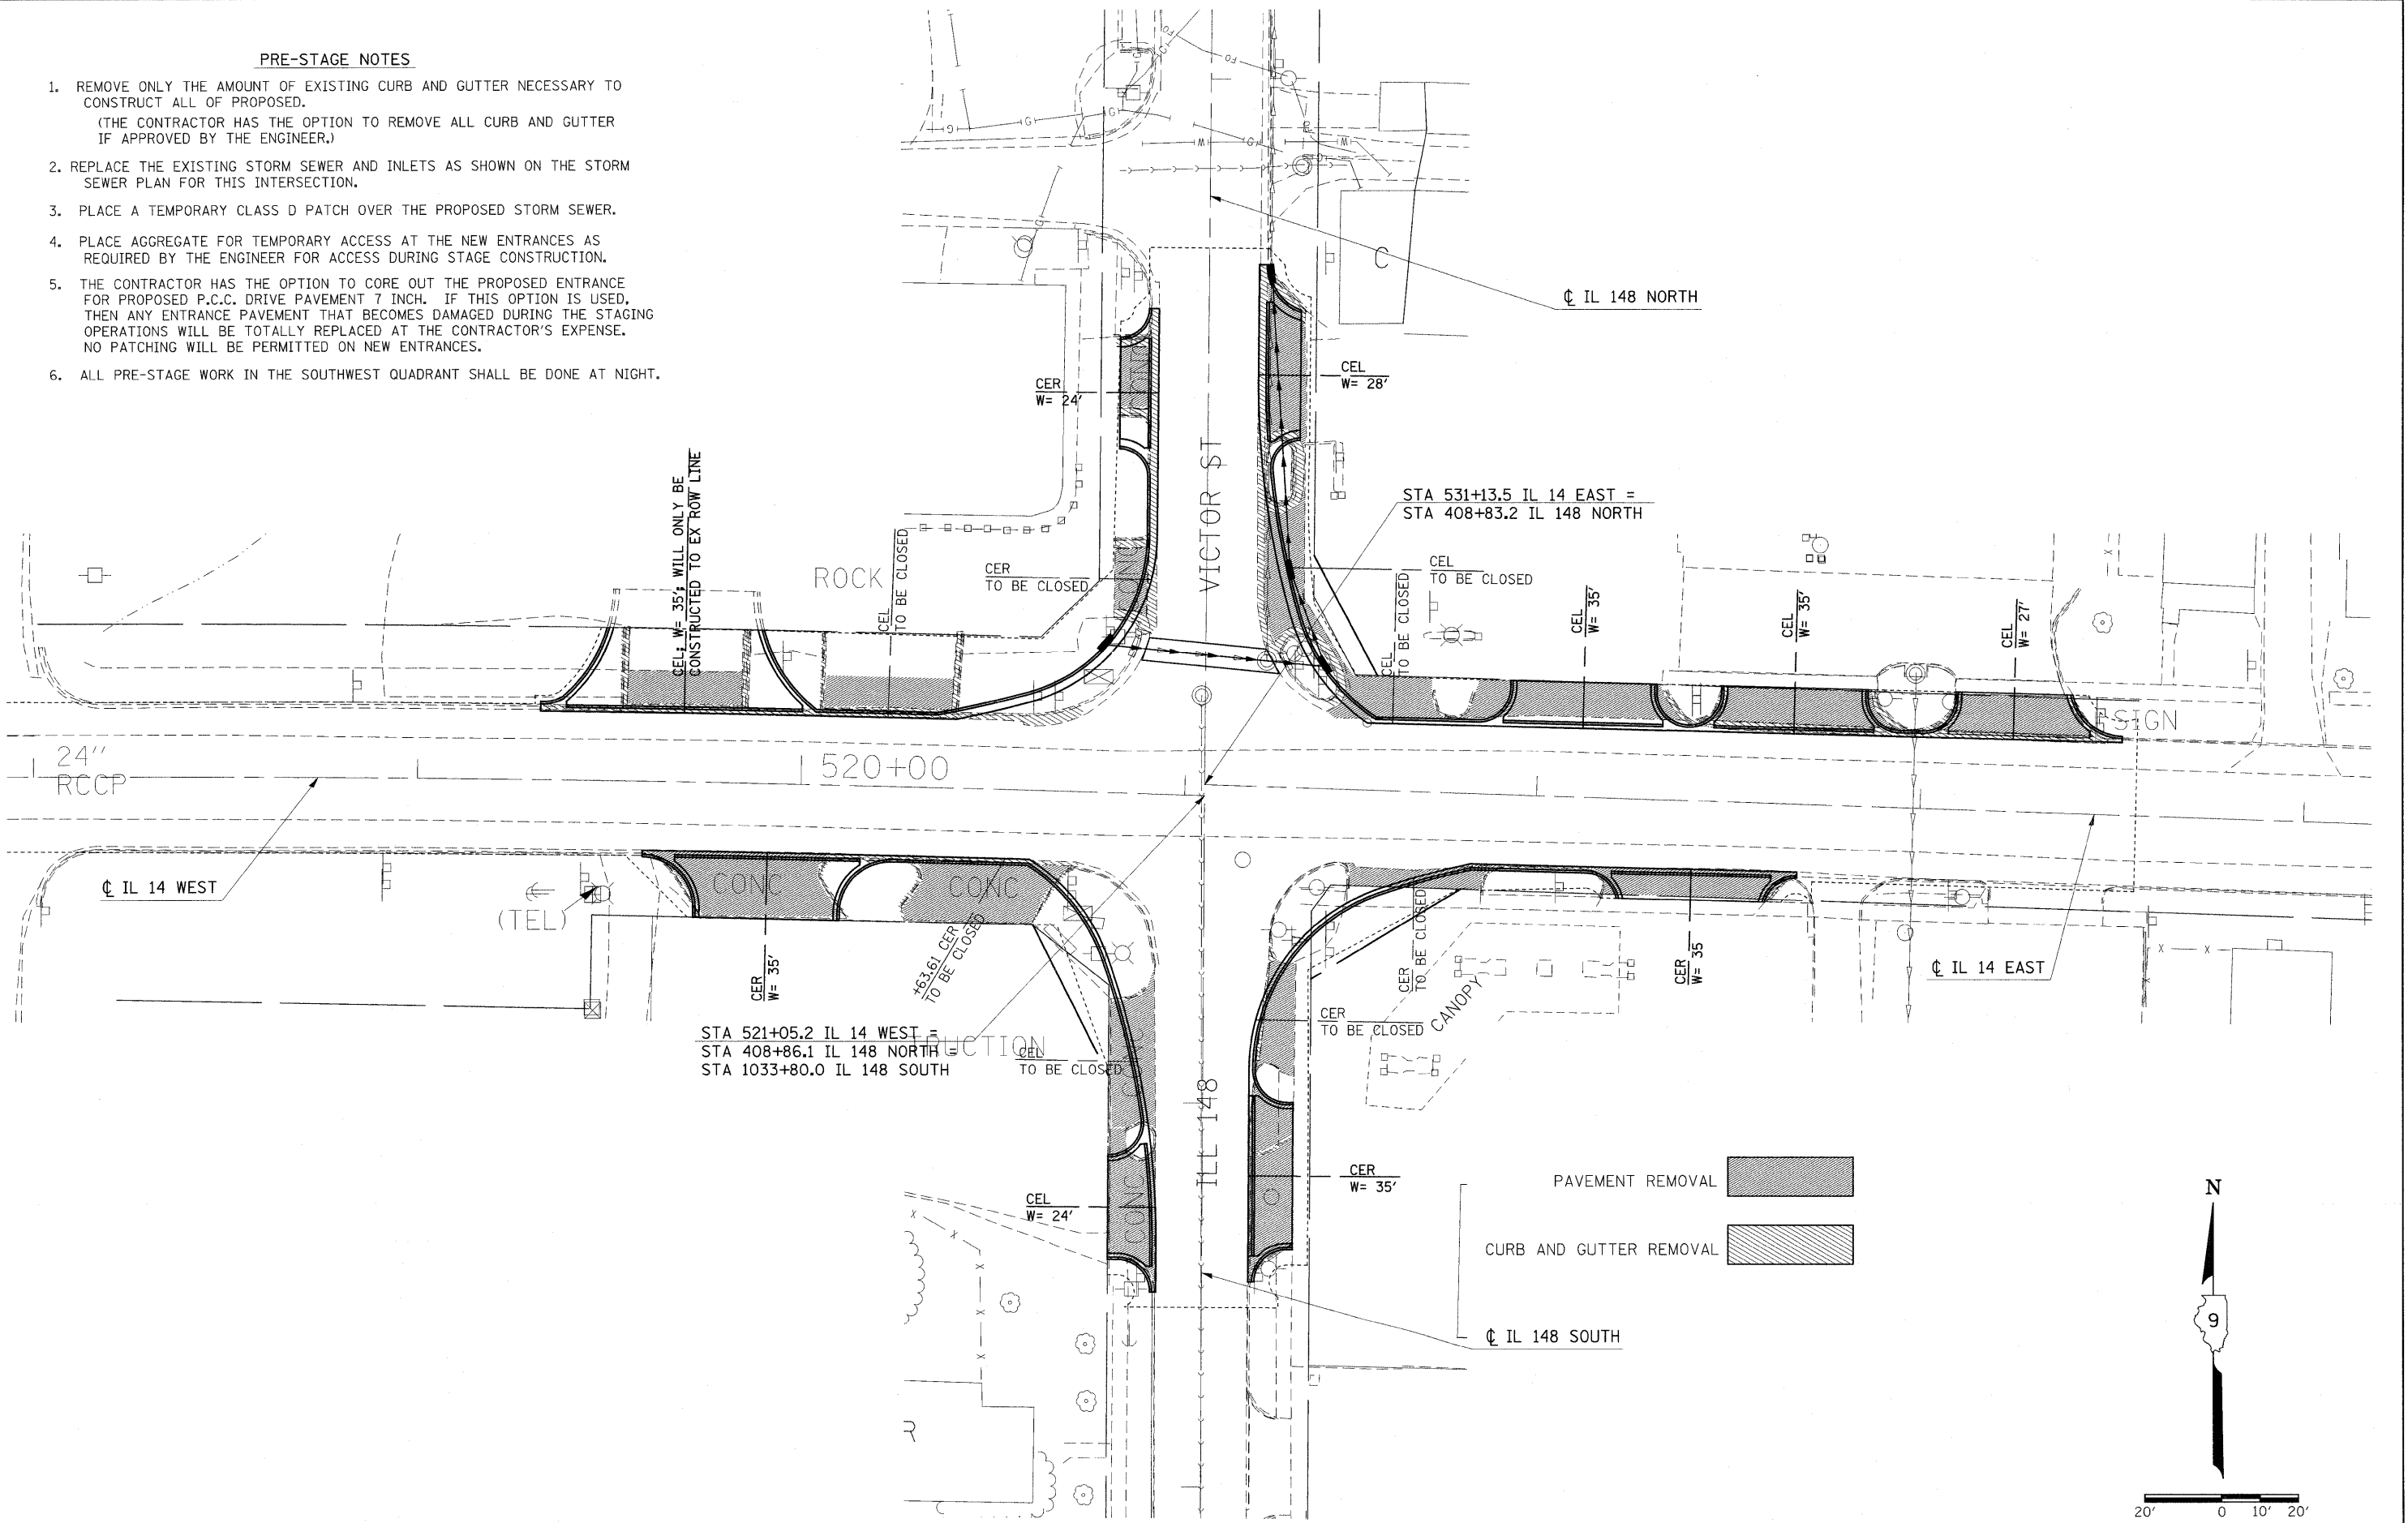 PRE-STAGE NOTES
1. REMOVE ONLY THE AMOUNT OF EXISTING CURB AND GUTTER NECESSARY TO
CONSTRUCT ALL OF PROPOSED.
(THE CONTRACTOR HAS THE OPTION TO REMOVE ALL CURB AND GUTTER
IF APPROVED BY THE ENGINEER.)
2. REPLACE THE EXISTING STORM SEWER AND INLETS AS SHOWN ON THE STORM
SEWER PLAN FOR THIS INTERSECTION.
3. PLACE A TEMPORARY CLASS D PATCH OVER THE PROPOSED STORM SEWER.
4. PLACE AGGREGATE FOR TEMPORARY ACCESS AT THE NEW ENTRANCES AS
REQUIRED BY THE ENGINEER FOR ACCESS DURING STAGE CONSTRUCTION.
5. THE CONTRACTOR HAS THE OPTION TO CORE OUT THE PROPOSED ENTRANCE
FOR PROPOSED P.C.C. DRIVE PAVEMENT 7 INCH. IF THIS OPTION IS USED,
THEN ANY ENTRANCE PAVEMENT THAT BECOMES DAMAGED DURING THE STAGING
OPERATIONS WILL BE TOTALLY REPLACED AT THE CONTRACTOR'S EXPENSE.
NO PATCHING WILL BE PERMITTED ON NEW ENTRANCES.
6. ALL PRE-STAGE WORK IN THE SOUTHWEST QUADRANT SHALL BE DONE AT NIGHT.
FO
FO
G
G
G
G
W
W
C
℄ IL 148 NORTH
CER
W= 24'
CEL
W= 28'
CONC
VICTOR ST
STA 531+13.5 IL 14 EAST =
STA 408+83.2 IL 148 NORTH
CEL; W= 35'; WILL ONLY BE
CONSTRUCTED TO EX ROW LINE
ROCK
CEL
TO BE CLOSED
CER
TO BE CLOSED
CONC
CEL
TO BE CLOSED
CEL
TO BE CLOSED
CEL
W= 35'
CEL
W= 35'
CEL
W= 27'
SIGN
24"
RCCP
520+00
℄ IL 14 WEST
(TEL)
CONC
CONC
CER
W= 35'
+63.61 CER
TO BE CLOSED
CER
TO BE CLOSED
CER
W= 35
℄ IL 14 EAST
CANOPY
CER
TO BE CLOSED
STA 521+05.2 IL 14 WEST =
STA 408+86.1 IL 148 NORTH =
STA 1033+80.0 IL 148 SOUTH
TRUCTION
CEL
TO BE CLOSED
ILL 148
CONC
CEL
W= 24'
CER
W= 35'
PAVEMENT REMOVAL
CURB AND GUTTER REMOVAL
℄ IL 148 SOUTH
N
9
20' 0 10' 20'